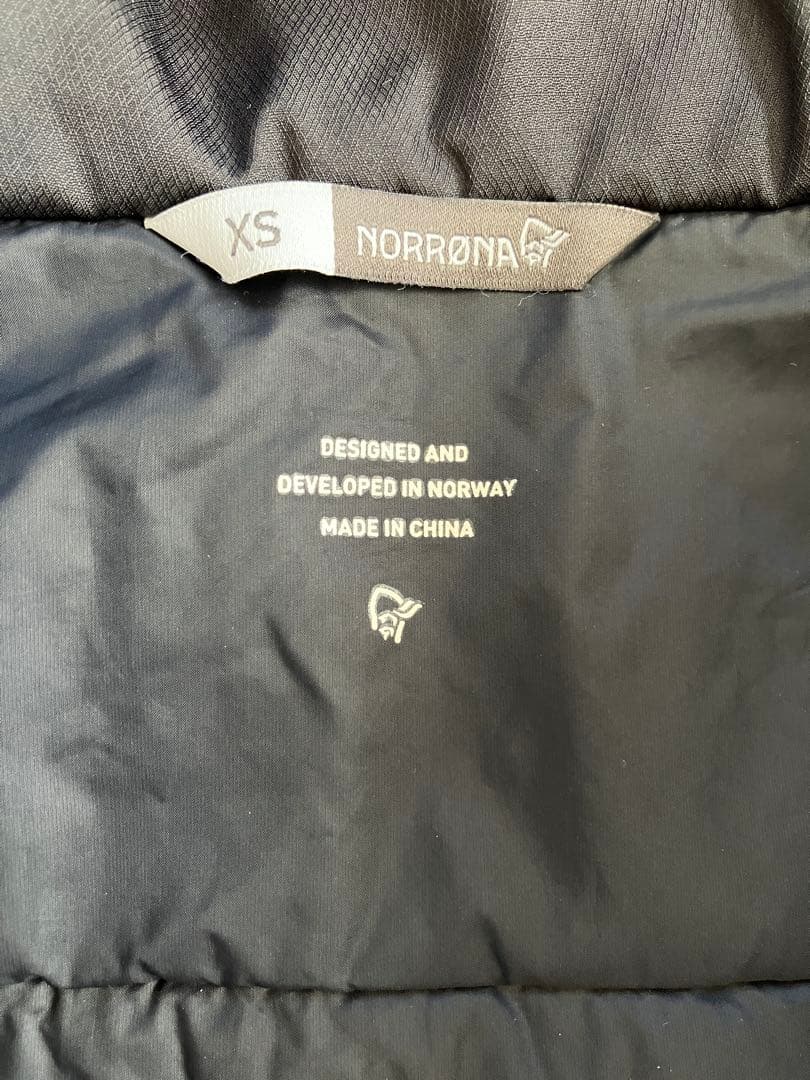 XS NORRØNA
DESIGNED AND
DEVELOPED IN NORWAY
MADE IN CHINA